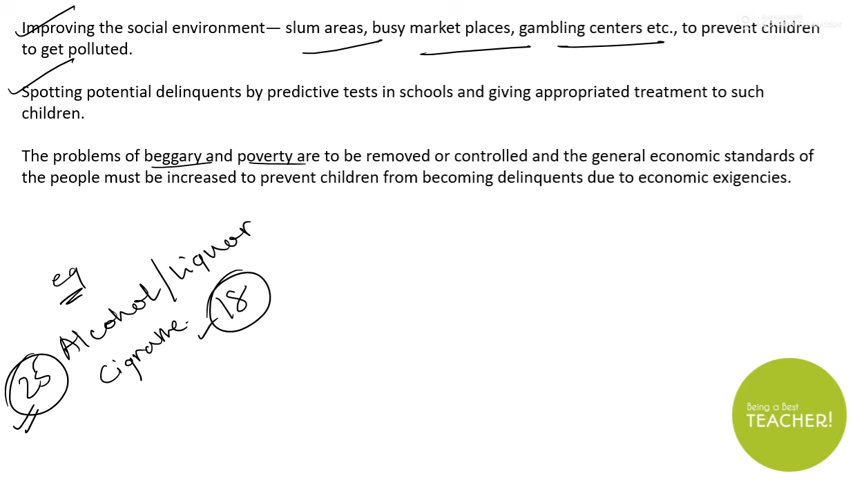 Improving the social environment— slum areas, busy market places, gambling centers etc., to prevent children
to get polluted.
Spotting potential delinquents by predictive tests in schools and giving appropriated treatment to such
children.
The problems of beggary and poverty are to be removed or controlled and the general economic standards of
the people must be increased to prevent children from becoming delinquents due to economic exigencies.
eg
Alcohol/Liquor
25
18
Being a Best
TEACHER!